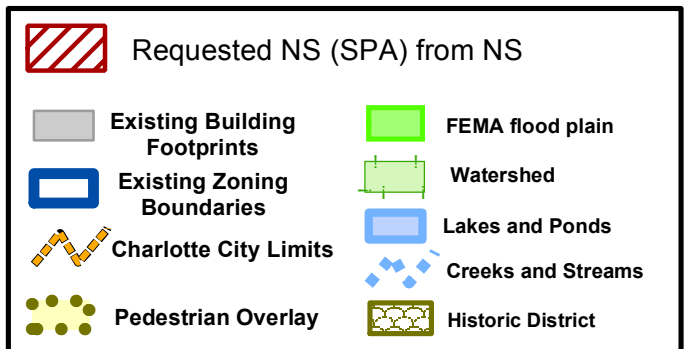 Requested NS (SPA) from NS
Existing Building
Footprints
Existing Zoning
Boundaries
Charlotte City Limits
Pedestrian Overlay
FEMA flood plain
Watershed
Lakes and Ponds
Creeks and Streams
Historic District